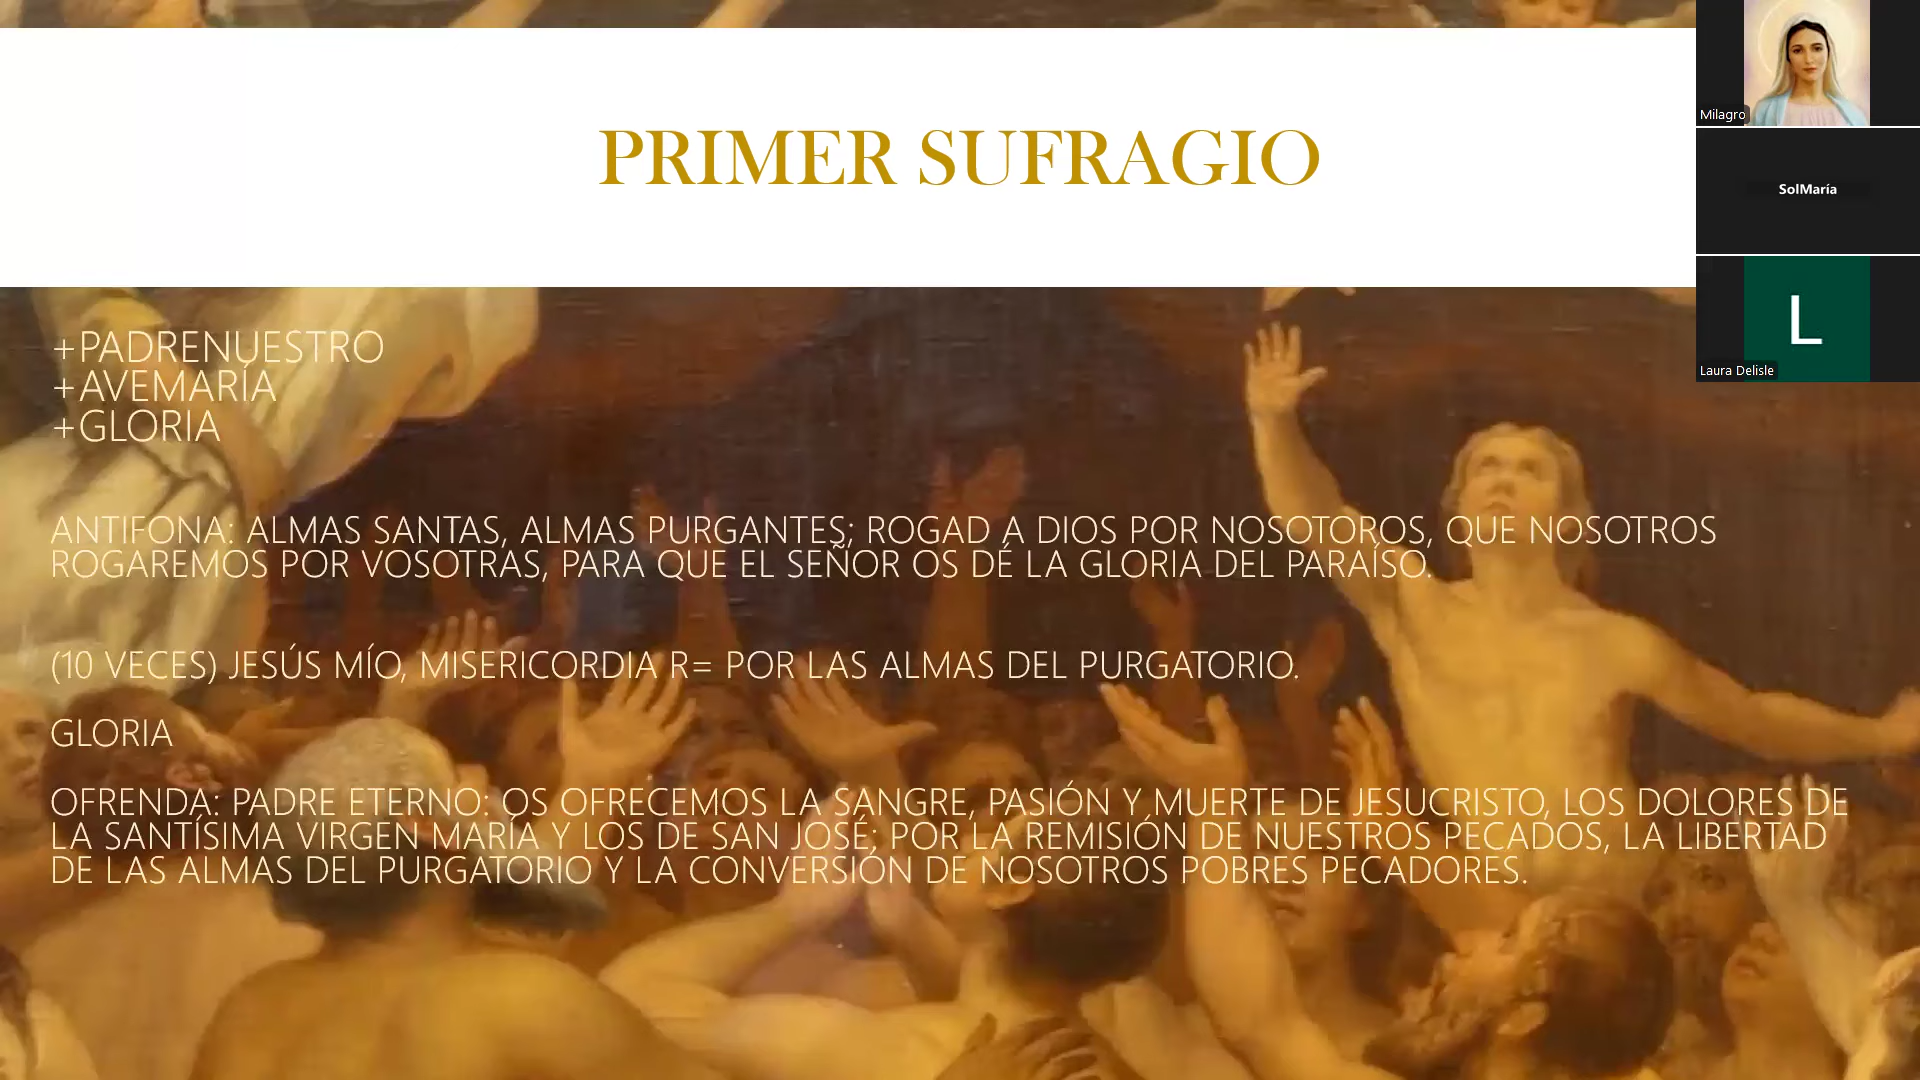 PRIMER SUFRAGIO
Milagro
SolMaría
L
Laura Delisle
+PADRENUESTRO
+AVEMARÍA
+GLORIA
ANTIFONA: ALMAS SANTAS, ALMAS PURGANTES; ROGAD A DIOS POR NOSOTOROS, QUE NOSOTROS
ROGAREMOS POR VOSOTRAS, PARA QUE EL SEÑOR OS DÉ LA GLORIA DEL PARAÍSO.
(10 VECES) JESÚS MÍO, MISERICORDIA R= POR LAS ALMAS DEL PURGATORIO.
GLORIA
OFRENDA: PADRE ETERNO: OS OFRECEMOS LA SANGRE, PASIÓN Y MUERTE DE JESUCRISTO, LOS DOLORES DE
LA SANTÍSIMA VIRGEN MARÍA Y LOS DE SAN JOSÉ; POR LA REMISIÓN DE NUESTROS PECADOS, LA LIBERTAD
DE LAS ALMAS DEL PURGATORIO Y LA CONVERSIÓN DE NOSOTROS POBRES PECADORES.